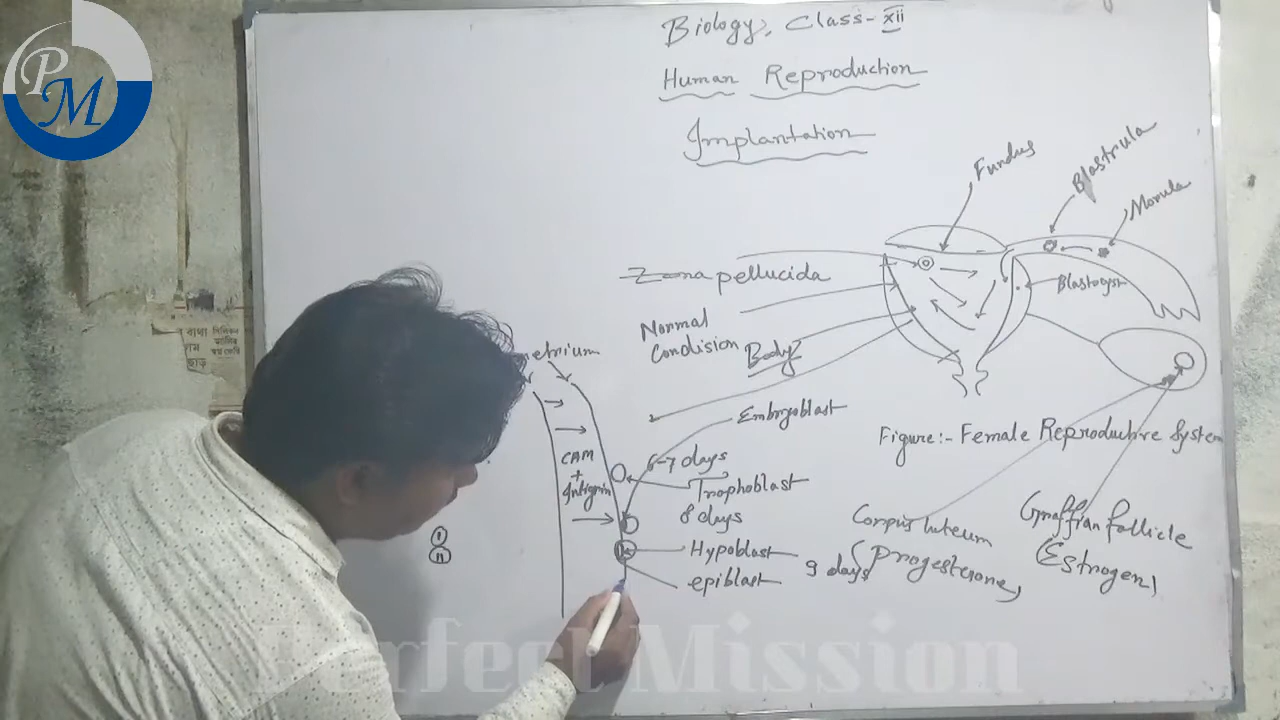 PM
Biology, Class-XII
Human Reproduction
Implantation
Fundus
Blastrula
Morula
Zona pellucida
Blastocyst
Normal
Condision
Body
metrium
Embryoblast
Figure:- Female Reproductive System
CAM
+
Intigrin
6-7 days
Trophoblast
8 days
Hypoblast
epiblast
9 days
Corpus luteum
(Progesterone)
Graffian follicle
(Estrogen)
Perfect Mission